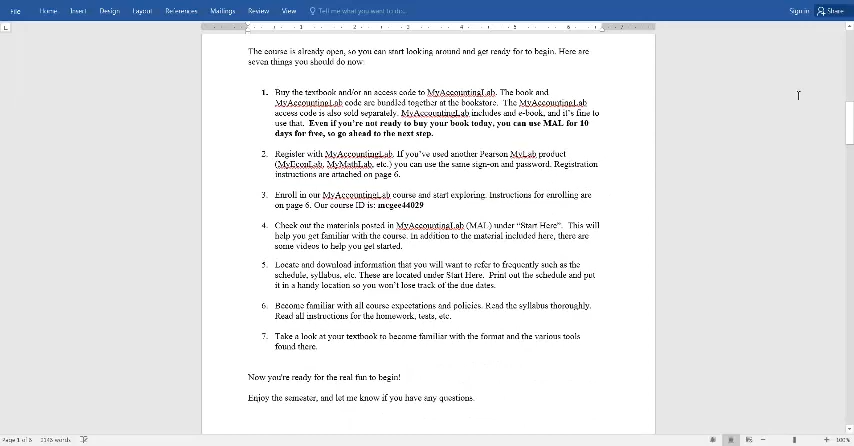 File Home Insert Design Layout References Mailings Review View Tell me what you want to do... Sign in Share
1 2 3 4 5 6 7
The course is already open, so you can start looking around and get ready for to begin. Here are
seven things you should do now:
1. Buy the textbook and/or an access code to MyAccountingLab. The book and
MyAccountingLab code are bundled together at the bookstore. The MyAccountingLab
access code is also sold separately. MyAccountingLab includes and e-book, and it's fine to
use that. Even if you're not ready to buy your book today, you can use MAL for 10
days for free, so go ahead to the next step.
2. Register with MyAccountingLab. If you've used another Pearson MyLab product
(MyEconLab, MyMathLab, etc.) you can use the same sign-on and password. Registration
instructions are attached on page 6.
3. Enroll in our MyAccountingLab course and start exploring. Instructions for enrolling are
on page 6. Our course ID is: mcgee44029
4. Check out the materials posted in MyAccountingLab (MAL) under "Start Here". This will
help you get familiar with the course. In addition to the material included here, there are
some videos to help you get started.
5. Locate and download information that you will want to refer to frequently such as the
schedule, syllabus, etc. These are located under Start Here. Print out the schedule and put
it in a handy location so you won't lose track of the due dates.
6. Become familiar with all course expectations and policies. Read the syllabus thoroughly.
Read all instructions for the homework, tests, etc.
7. Take a look at your textbook to become familiar with the format and the various tools
found there.
Now you're ready for the real fun to begin!
Enjoy the semester, and let me know if you have any questions.
Page 1 of 6 words 100%